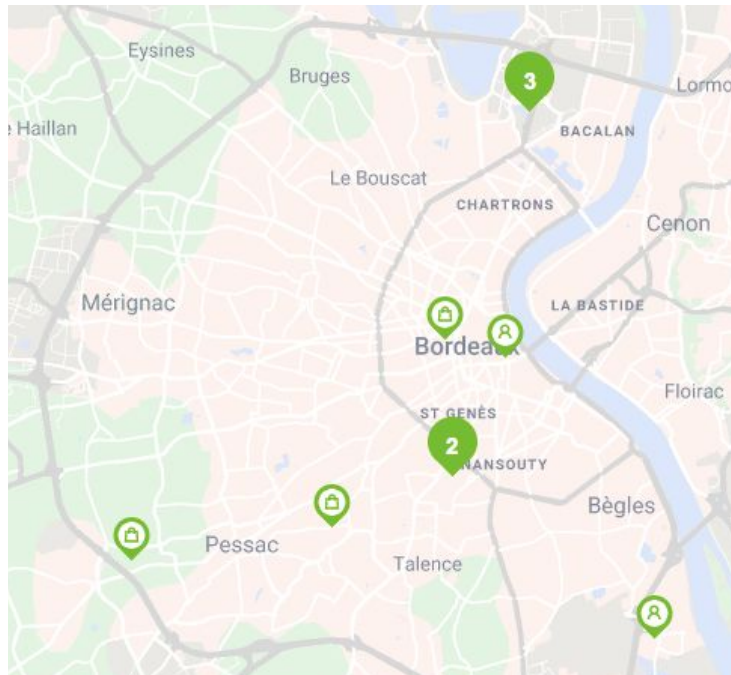 Eysines
Bruges
3
Lormo
Haillan
BACALAN
Le Bouscat
CHARTRONS
Cenon
Mérignac
LA BASTIDE
Bordeaux
Floirac
ST GENÈS
2
NANSOUTY
Bègles
Pessac
Talence